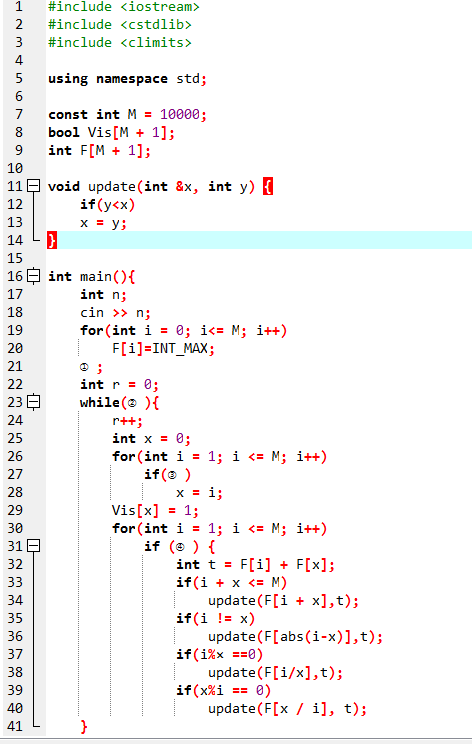 1 #include <iostream>
2 #include <cstdlib>
3 #include <climits>
4
5 using namespace std;
6
7 const int M = 10000;
8 bool Vis[M + 1];
9 int F[M + 1];
10
11 void update(int &x, int y) {
12 if(y<x)
13 x = y;
14 }
15
16 int main(){
17 int n;
18 cin >> n;
19 for(int i = 0; i<= M; i++)
20 F[i]=INT_MAX;
21 ① ;
22 int r = 0;
23 while(② ){
24 r++;
25 int x = 0;
26 for(int i = 1; i <= M; i++)
27 if(③ )
28 x = i;
29 Vis[x] = 1;
30 for(int i = 1; i <= M; i++)
31 if (④ ) {
32 int t = F[i] + F[x];
33 if(i + x <= M)
34 update(F[i + x],t);
35 if(i != x)
36 update(F[abs(i-x)],t);
37 if(i%x ==0)
38 update(F[i/x],t);
39 if(x%i == 0)
40 update(F[x / i], t);
41 }